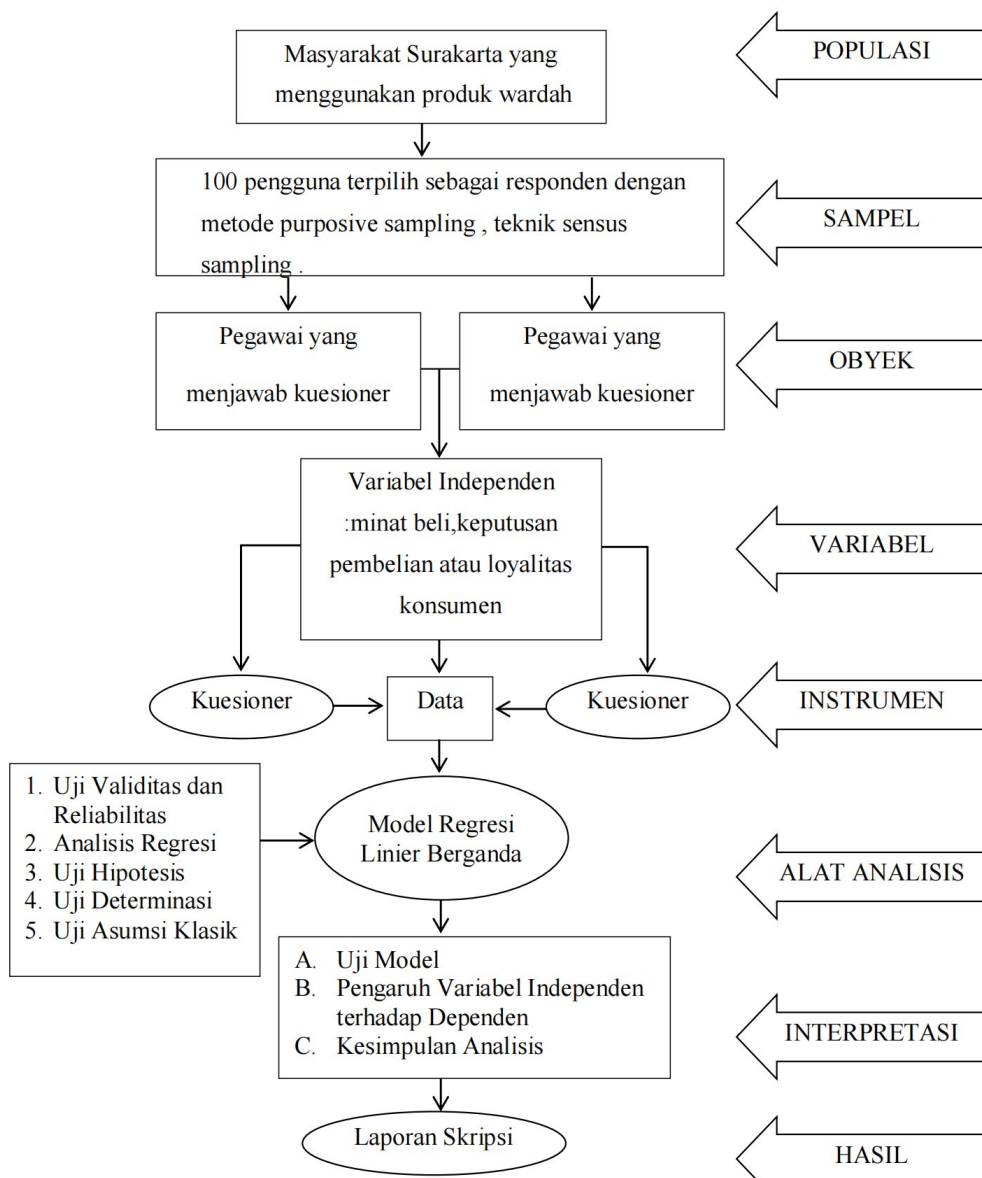 Masyarakat Surakarta yang
menggunakan produk wardah
POPULASI
100 pengguna terpilih sebagai responden dengan
metode purposive sampling , teknik sensus
sampling .
SAMPEL
Pegawai yang
menjawab kuesioner
Pegawai yang
menjawab kuesioner
OBYEK
Variabel Independen
:minat beli,keputusan
pembelian atau loyalitas
konsumen
VARIABEL
Kuesioner
Data
Kuesioner
INSTRUMEN
1. Uji Validitas dan
Reliabilitas
2. Analisis Regresi
3. Uji Hipotesis
4. Uji Determinasi
5. Uji Asumsi Klasik
Model Regresi
Linier Berganda
ALAT ANALISIS
A. Uji Model
B. Pengaruh Variabel Independen
terhadap Dependen
C. Kesimpulan Analisis
INTERPRETASI
Laporan Skripsi
HASIL